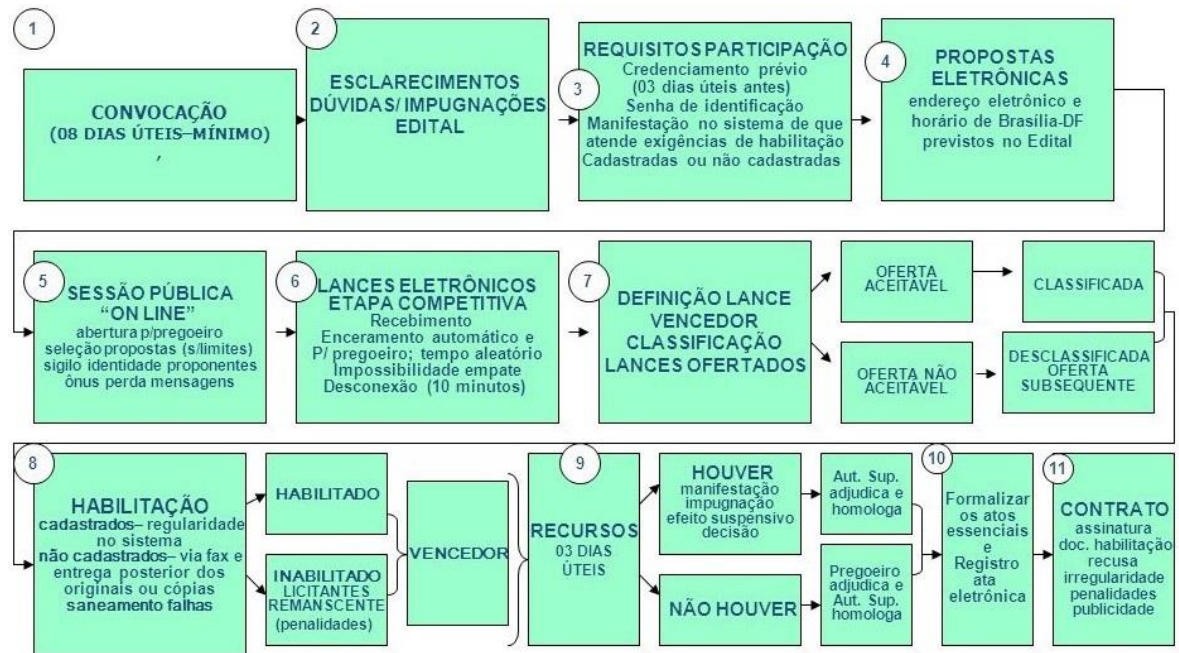 1
CONVOCAÇÃO
(08 DIAS ÚTEIS–MÍNIMO)
,
2
ESCLARECIMENTOS
DÚVIDAS/ IMPUGNAÇÕES
EDITAL
3
REQUISITOS PARTICIPAÇÃO
Credenciamento prévio
(03 dias úteis antes)
Senha de identificação
Manifestação no sistema de que
atende exigências de habilitação
Cadastradas ou não cadastradas
4
PROPOSTAS
ELETRÔNICAS
endereço eletrônico e
horário de Brasília-DF
previstos no Edital
5
SESSÃO PÚBLICA
“ON LINE”
abertura p/pregoeiro
seleção propostas (s/limites)
sigilo identidade proponentes
ônus perda mensagens
6
LANCES ELETRÔNICOS
ETAPA COMPETITIVA
Recebimento
Enceramento automático e
P/ pregoeiro; tempo aleatório
Impossibilidade empate
Desconexão (10 minutos)
7
DEFINIÇÃO LANCE
VENCEDOR
CLASSIFICAÇÃO
LANCES OFERTADOS
OFERTA
ACEITÁVEL
CLASSIFICADA
OFERTA NÃO
ACEITÁVEL
DESCLASSIFICADA
OFERTA
SUBSEQUENTE
8
HABILITAÇÃO
cadastrados– regularidade
no sistema
não cadastrados– via fax e
entrega posterior dos
originais ou cópias
saneamento falhas
HABILITADO
INABILITADO
LICITANTES
REMANSCENTE
(penalidades)
VENCEDOR
9
RECURSOS
03 DIAS
ÚTEIS
HOUVER
manifestação
impugnação
efeito suspensivo
decisão
NÃO HOUVER
Aut. Sup.
adjudica e
homologa
Pregoeiro
adjudica e
Aut. Sup.
homologa
10
Formalizar
os atos
essenciais
e
Registro
ata
eletrônica
11
CONTRATO
assinatura
doc. habilitação
recusa
irregularidade
penalidades
publicidade